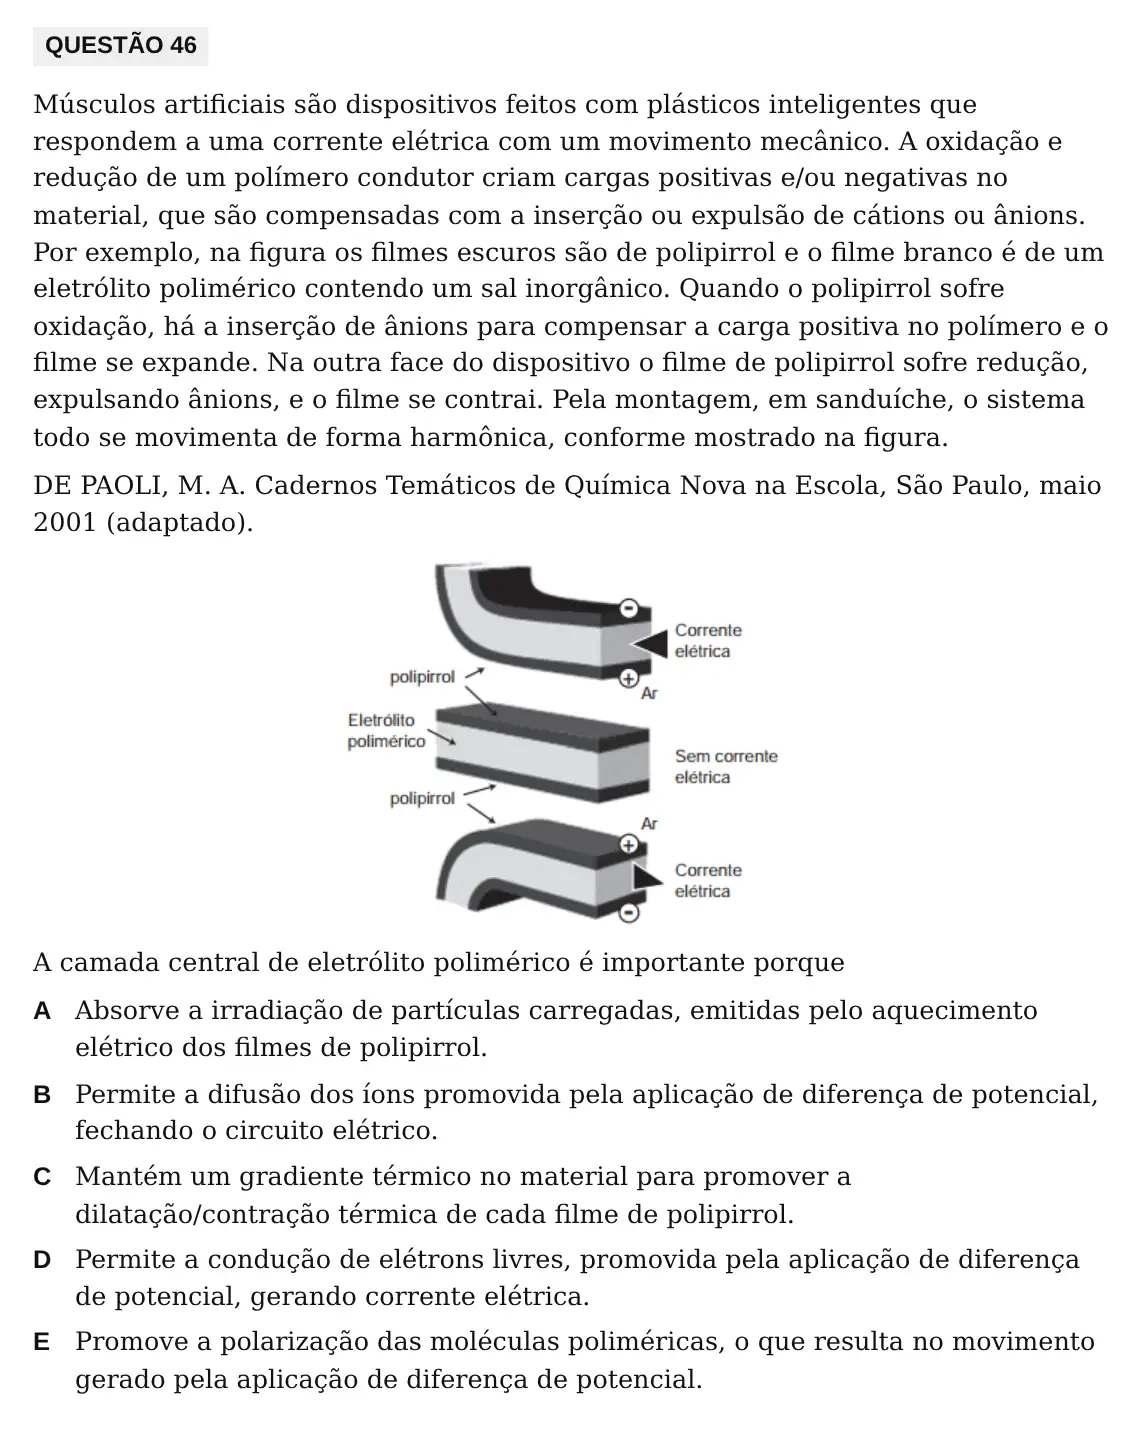 QUESTÃO 46
Músculos artificiais são dispositivos feitos com plásticos inteligentes que
respondem a uma corrente elétrica com um movimento mecânico. A oxidação e
redução de um polímero condutor criam cargas positivas e/ou negativas no
material, que são compensadas com a inserção ou expulsão de cátions ou ânions.
Por exemplo, na figura os filmes escuros são de polipirrol e o filme branco é de um
eletrólito polimérico contendo um sal inorgânico. Quando o polipirrol sofre
oxidação, há a inserção de ânions para compensar a carga positiva no polímero e o
filme se expande. Na outra face do dispositivo o filme de polipirrol sofre redução,
expulsando ânions, e o filme se contrai. Pela montagem, em sanduíche, o sistema
todo se movimenta de forma harmônica, conforme mostrado na figura.
DE PAOLI, M. A. Cadernos Temáticos de Química Nova na Escola, São Paulo, maio
2001 (adaptado).
-
Corrente
elétrica
polipirrol
+
Ar
Eletrólito
polimérico
Sem corrente
elétrica
polipirrol
Ar
+
Corrente
elétrica
-
A camada central de eletrólito polimérico é importante porque
A Absorve a irradiação de partículas carregadas, emitidas pelo aquecimento
elétrico dos filmes de polipirrol.
B Permite a difusão dos íons promovida pela aplicação de diferença de potencial,
fechando o circuito elétrico.
C Mantém um gradiente térmico no material para promover a
dilatação/contração térmica de cada filme de polipirrol.
D Permite a condução de elétrons livres, promovida pela aplicação de diferença
de potencial, gerando corrente elétrica.
E Promove a polarização das moléculas poliméricas, o que resulta no movimento
gerado pela aplicação de diferença de potencial.